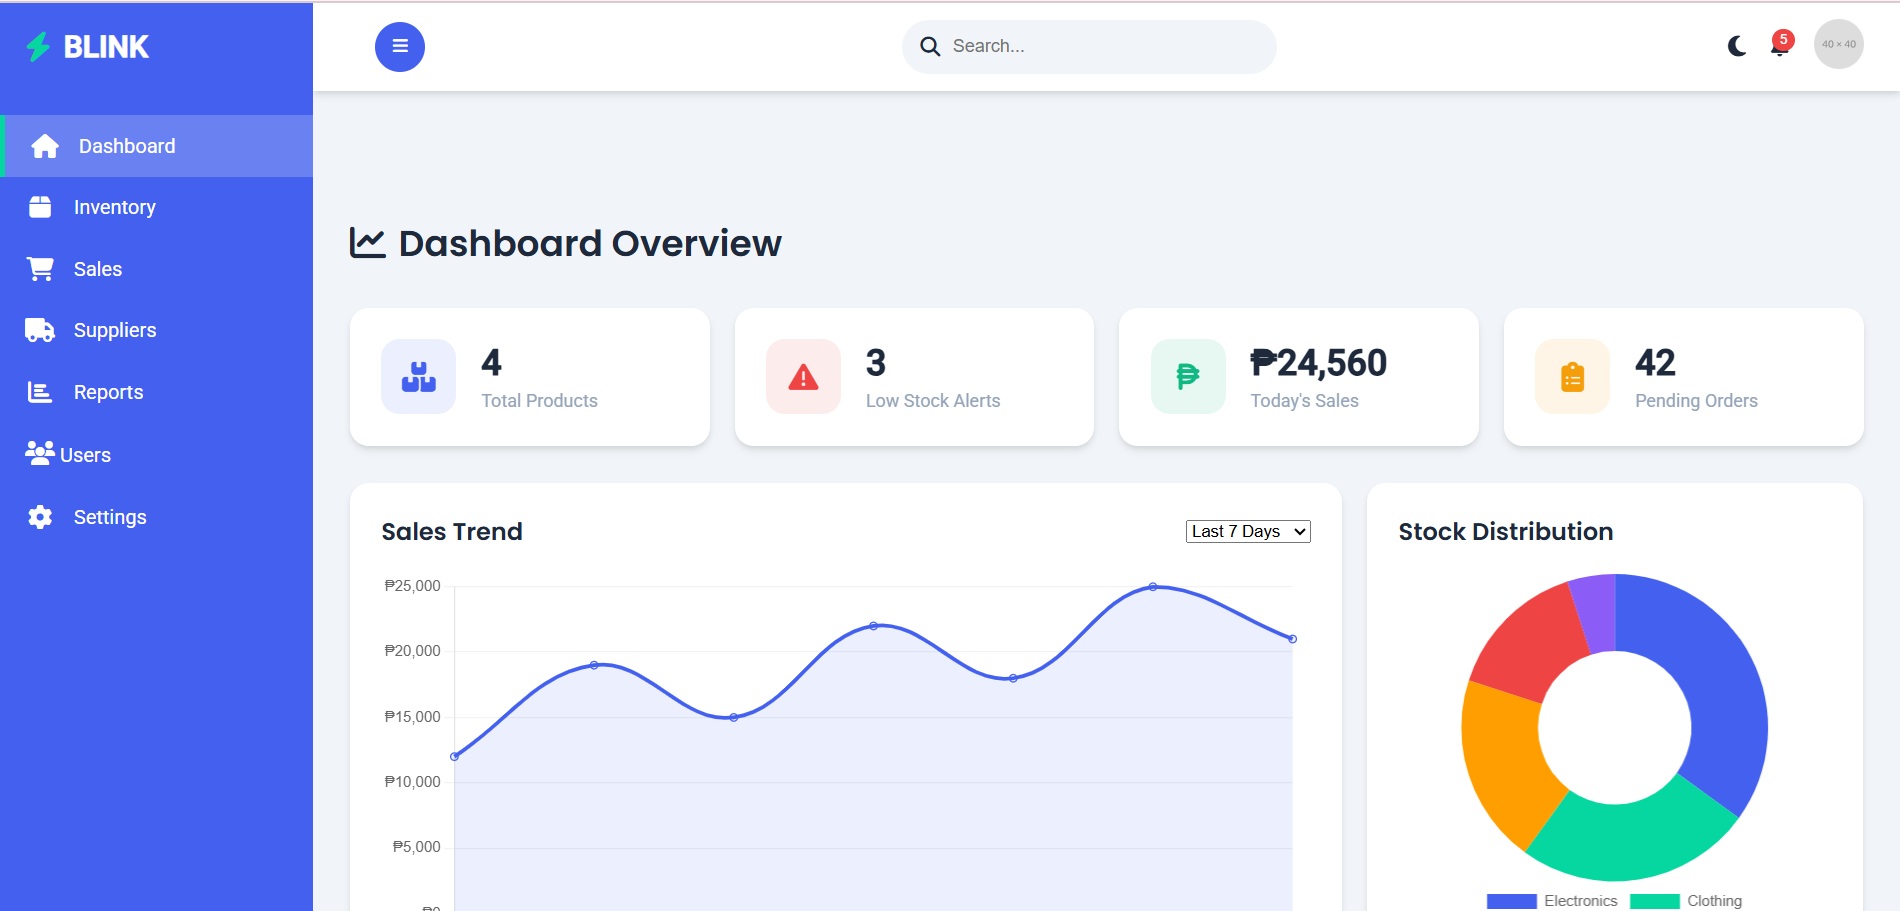 BLINK
Search...
5
40 × 40
Dashboard
Inventory
Sales
Suppliers
Reports
Users
Settings
Dashboard Overview
4
Total Products
3
Low Stock Alerts
₱24,560
Today's Sales
42
Pending Orders
Sales Trend
Last 7 Days
₱25,000
₱20,000
₱15,000
₱10,000
₱5,000
₱0
Stock Distribution
Electronics
Clothing